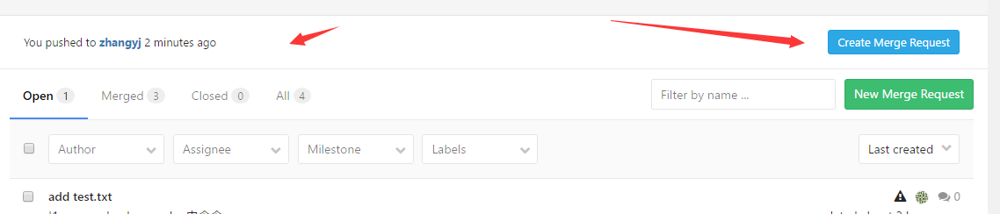 You pushed to zhangyj 2 minutes ago
Create Merge Request
Open 1 Merged 3 Closed 0 All 4
Filter by name ...
New Merge Request
Author Assignee Milestone Labels Last created
add test.txt 0